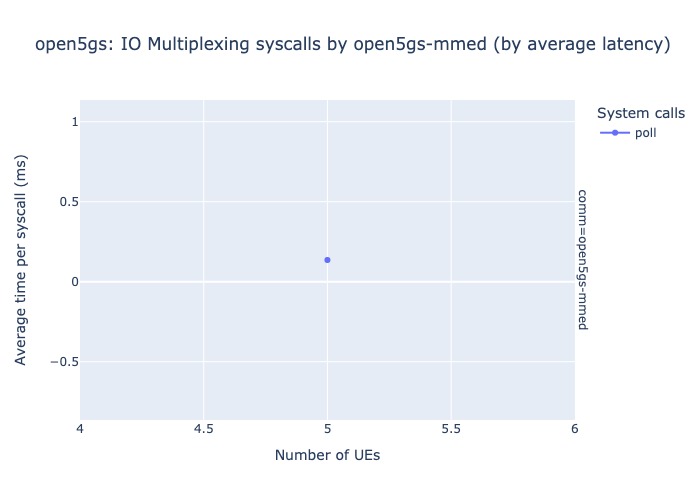 open5gs: IO Multiplexing syscalls by open5gs-mmed (by average latency)
System calls
poll
Average time per syscall (ms)
1
0.5
0
−0.5
comm=open5gs-mmed
4
4.5
5
5.5
6
Number of UEs